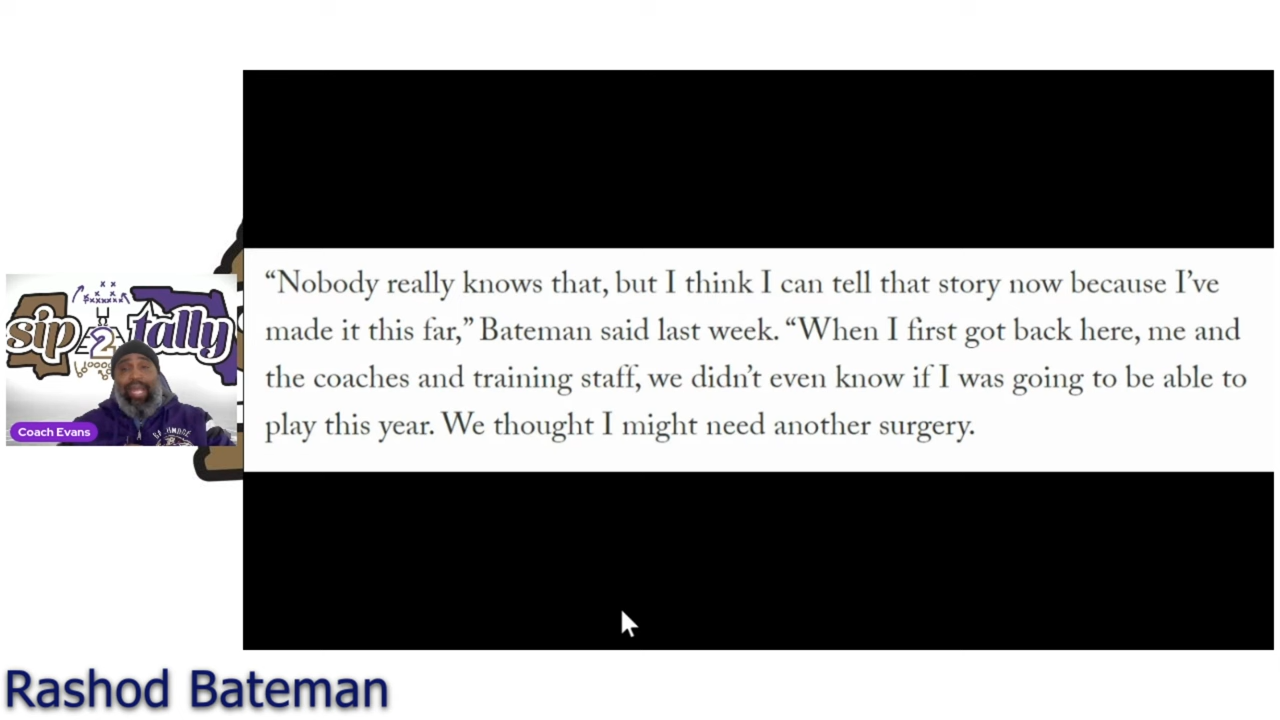 “Nobody really knows that, but I think I can tell that story now because I’ve
made it this far,” Bateman said last week. “When I first got back here, me and
the coaches and training staff, we didn’t even know if I was going to be able to
play this year. We thought I might need another surgery.
sip 2 tally
Coach Evans
Rashod Bateman